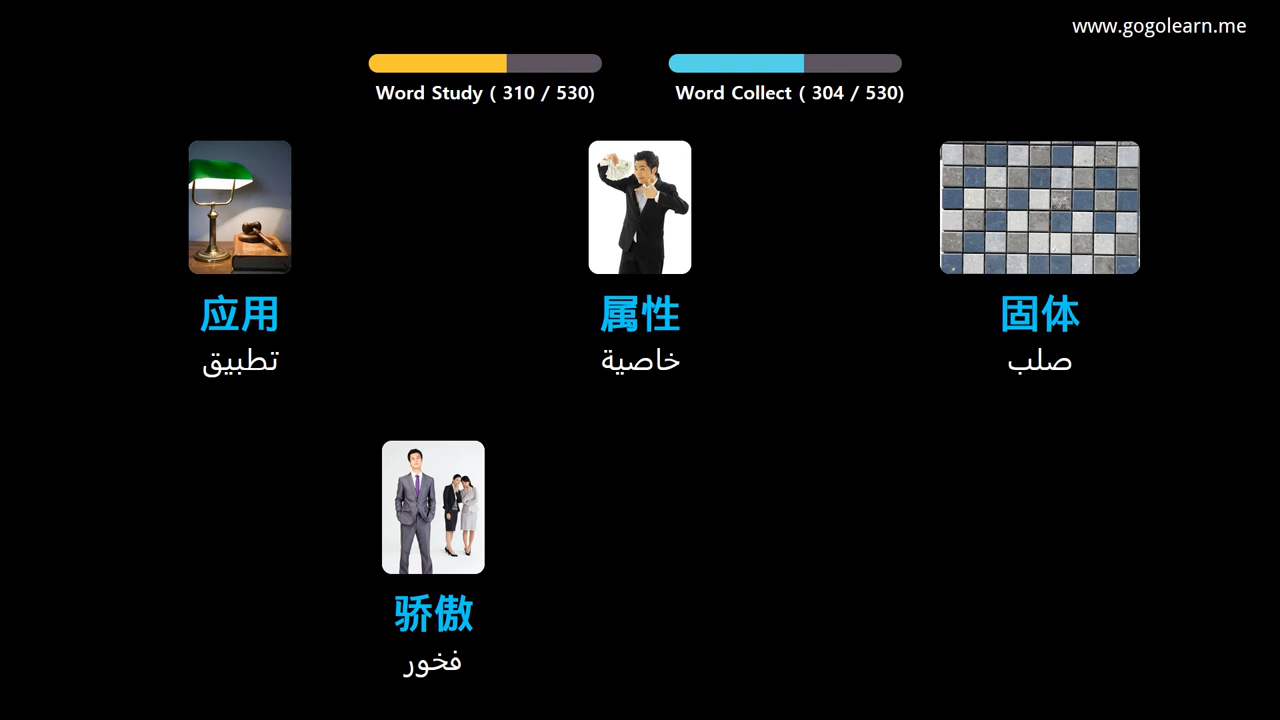 www.gogolearn.me
Word Study ( 310 / 530)
Word Collect ( 304 / 530)
应用
تطبيق
属性
خاصية
固体
صلب
骄傲
فخور